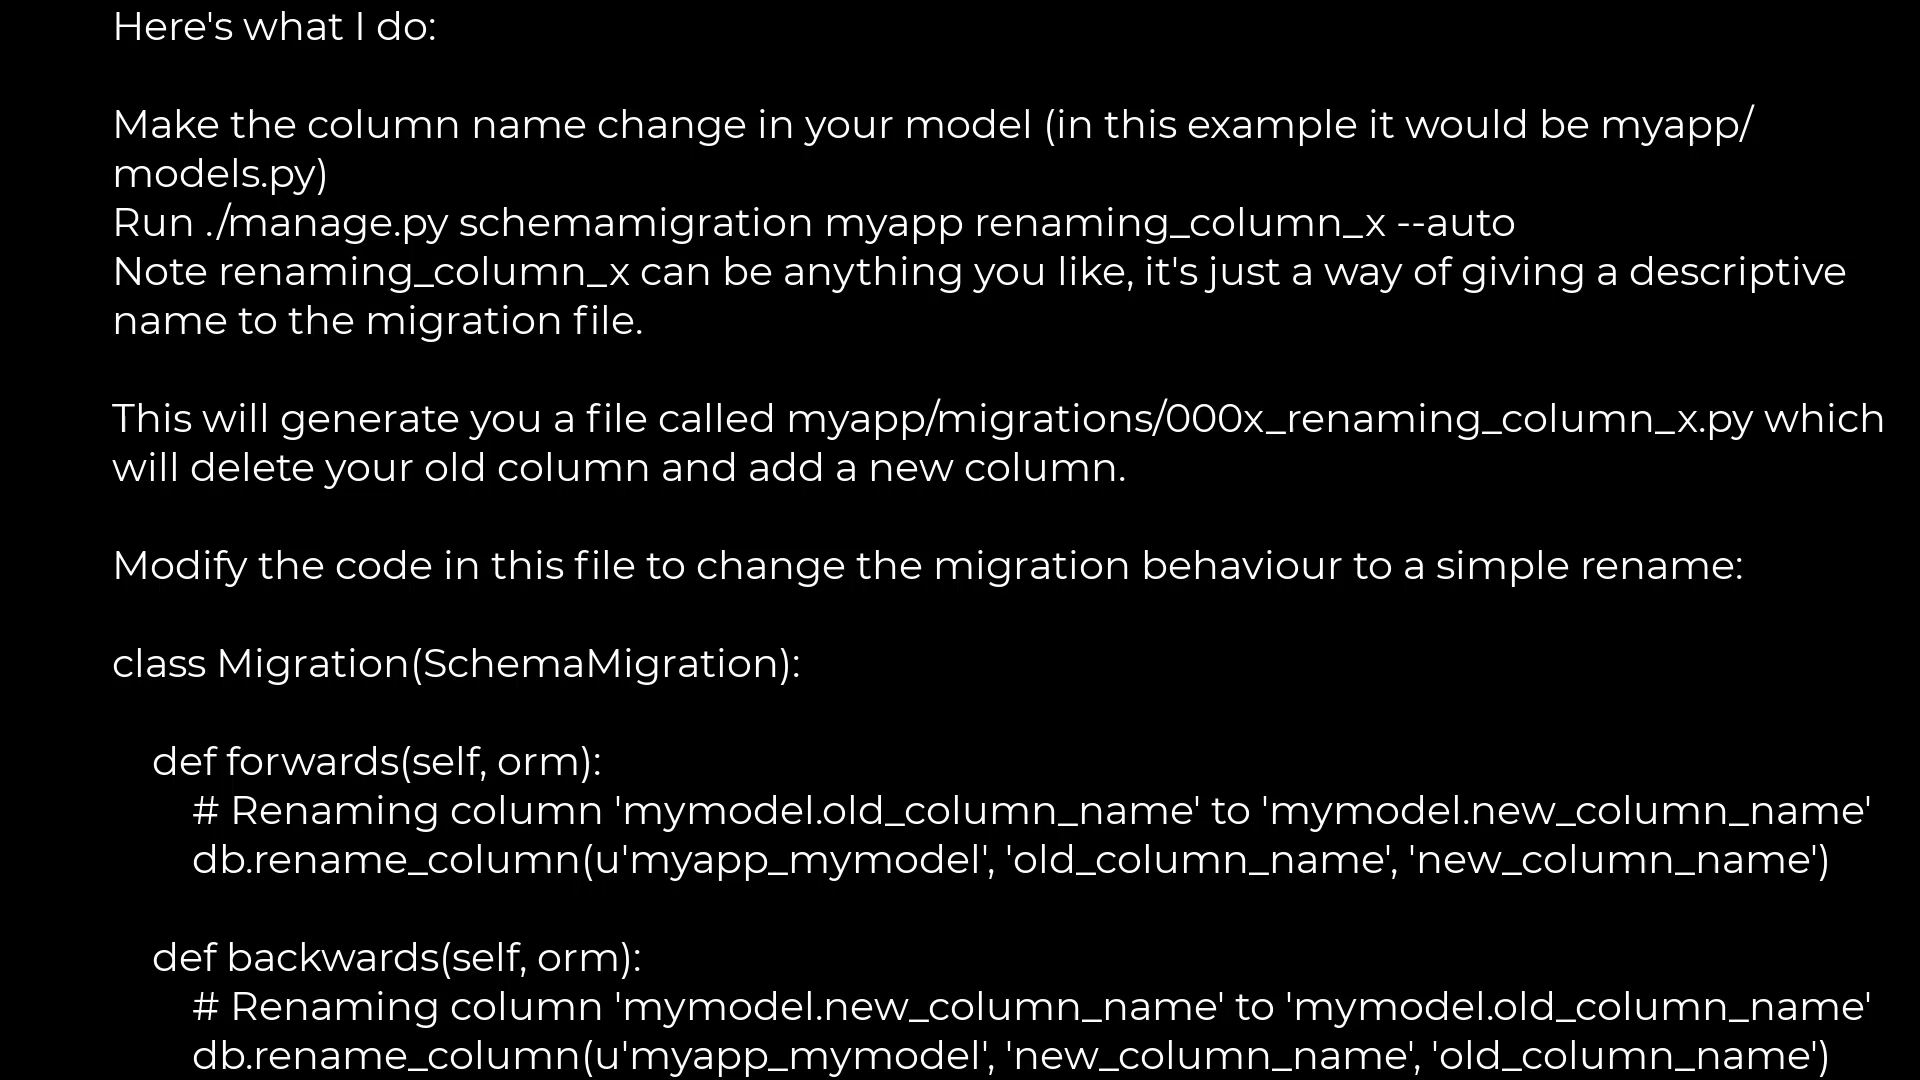 Here's what I do:
Make the column name change in your model (in this example it would be myapp/
models.py)
Run ./manage.py schemamigration myapp renaming_column_x --auto
Note renaming_column_x can be anything you like, it's just a way of giving a descriptive
name to the migration file.
This will generate you a file called myapp/migrations/000x_renaming_column_x.py which
will delete your old column and add a new column.
Modify the code in this file to change the migration behaviour to a simple rename:
class Migration(SchemaMigration):
    def forwards(self, orm):
        # Renaming column 'mymodel.old_column_name' to 'mymodel.new_column_name'
        db.rename_column(u'myapp_mymodel', 'old_column_name', 'new_column_name')
    def backwards(self, orm):
        # Renaming column 'mymodel.new_column_name' to 'mymodel.old_column_name'
        db.rename_column(u'myapp_mymodel', 'new_column_name', 'old_column_name')